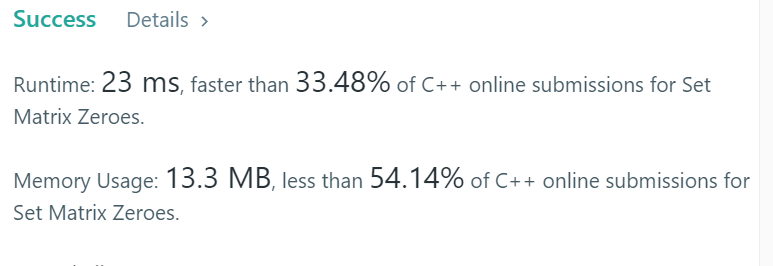 Success Details >
Runtime: 23 ms, faster than 33.48% of C++ online submissions for Set
Matrix Zeroes.
Memory Usage: 13.3 MB, less than 54.14% of C++ online submissions for
Set Matrix Zeroes.